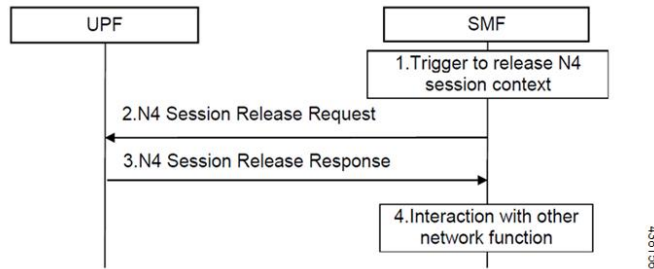 UPF
SMF
1.Trigger to release N4
session context
2.N4 Session Release Request
3.N4 Session Release Response
4.Interaction with other
network function